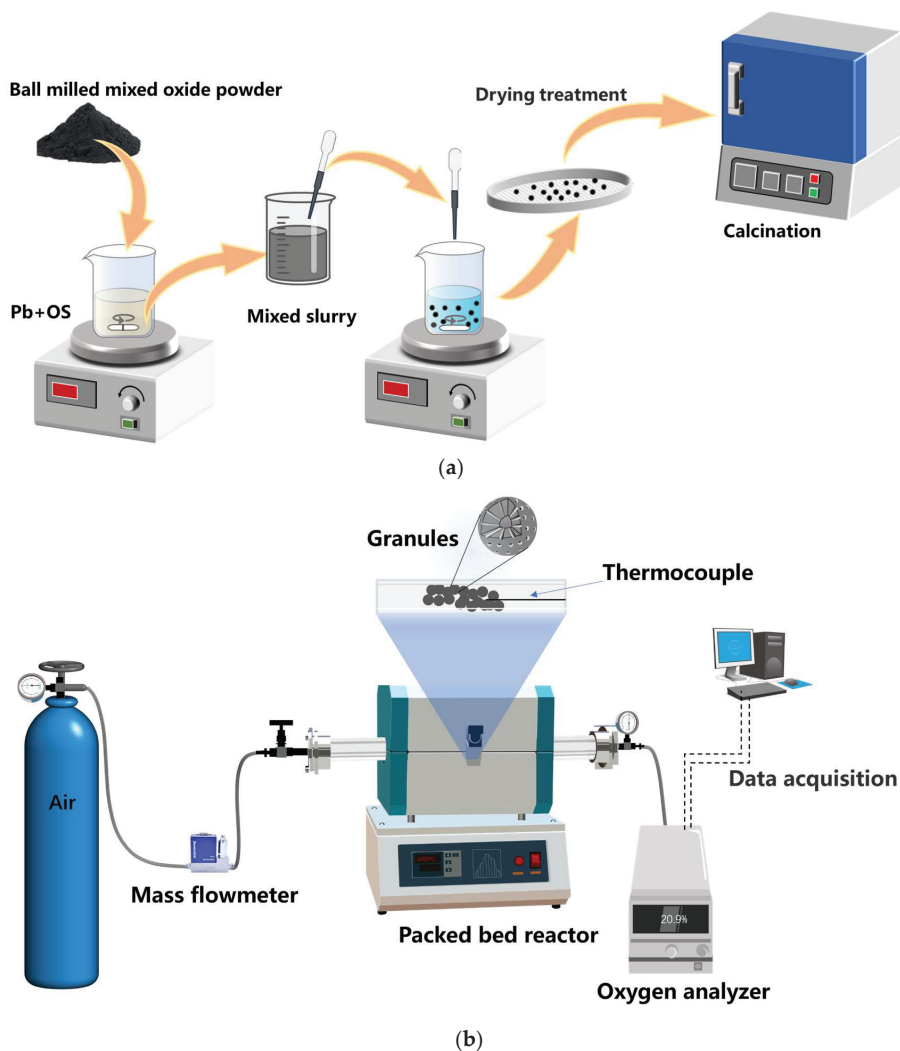 Ball milled mixed oxide powder
Drying treatment
Calcination
Pb+OS
Mixed slurry
(a)
Granules
Thermocouple
Air
Data acquisition
Mass flowmeter
20.9%
Packed bed reactor
Oxygen analyzer
(b)